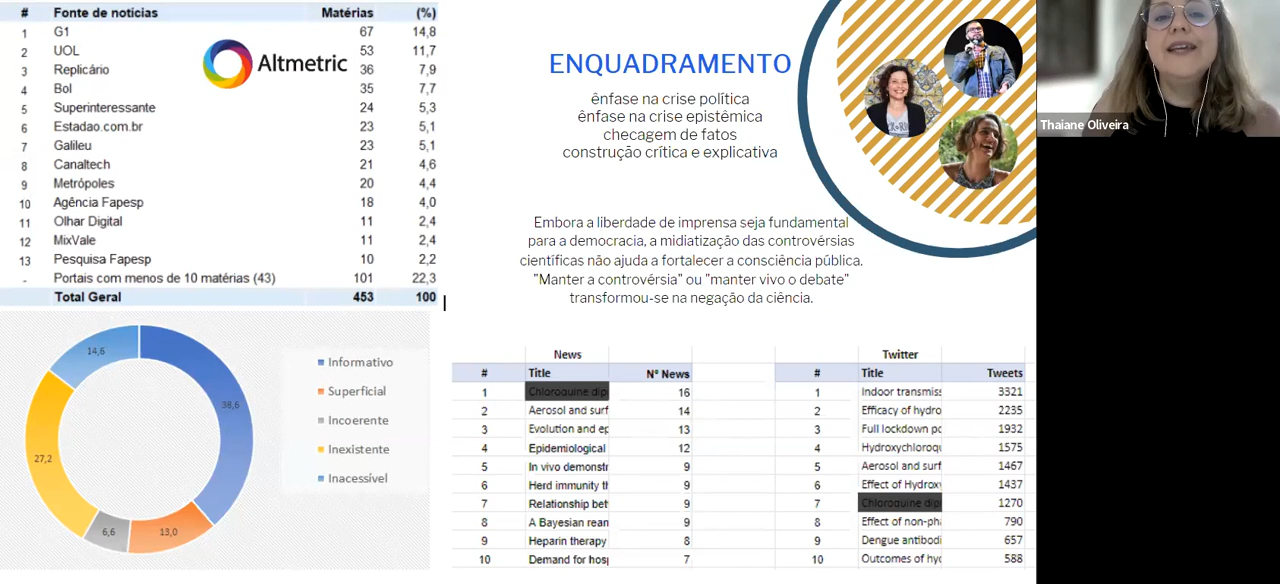 # Fonte de notícias Matérias (%)
1 G1 67 14,8
2 UOL 53 11,7
3 Replicário 36 7,9
4 Bol 35 7,7
5 Superinteressante 24 5,3
6 Estadao.com.br 23 5,1
7 Galileu 23 5,1
8 Canaltech 21 4,6
9 Metrópoles 20 4,4
10 Agência Fapesp 18 4,0
11 Olhar Digital 11 2,4
12 MixVale 11 2,4
13 Pesquisa Fapesp 10 2,2
- Portais com menos de 10 matérias (43) 101 22,3
Total Geral 453 100
Altmetric
ENQUADRAMENTO
ênfase na crise política
ênfase na crise epistêmica
checagem de fatos
construção crítica e explicativa
Embora a liberdade de imprensa seja fundamental
para a democracia, a midiatização das controvérsias
científicas não ajuda a fortalecer a consciência pública.
"Manter a controvérsia" ou "manter vivo o debate"
transformou-se na negação da ciência.
Thaiane Oliveira
14,6
38,6
27,2
6,6
13,0
Informativo
Superficial
Incoerente
Inexistente
Inacessível
News
# Title Nº News
1 Chloroquine dip 16
2 Aerosol and surf 14
3 Evolution and ep 13
4 Epidemiological 12
5 In vivo demonstr 9
6 Herd immunity th 9
7 Relationship bet 9
8 A Bayesian rean 9
9 Heparin therapy 8
10 Demand for hosp 7
Twitter
# Title Tweets
1 Indoor transmiss 3321
2 Efficacy of hydro 2235
3 Full lockdown po 1932
4 Hydroxychloroqu 1575
5 Aerosol and surf 1467
6 Effect of Hydroxy 1437
7 Chloroquine dip 1270
8 Effect of non-pha 790
9 Dengue antibodi 657
10 Outcomes of hyd 588